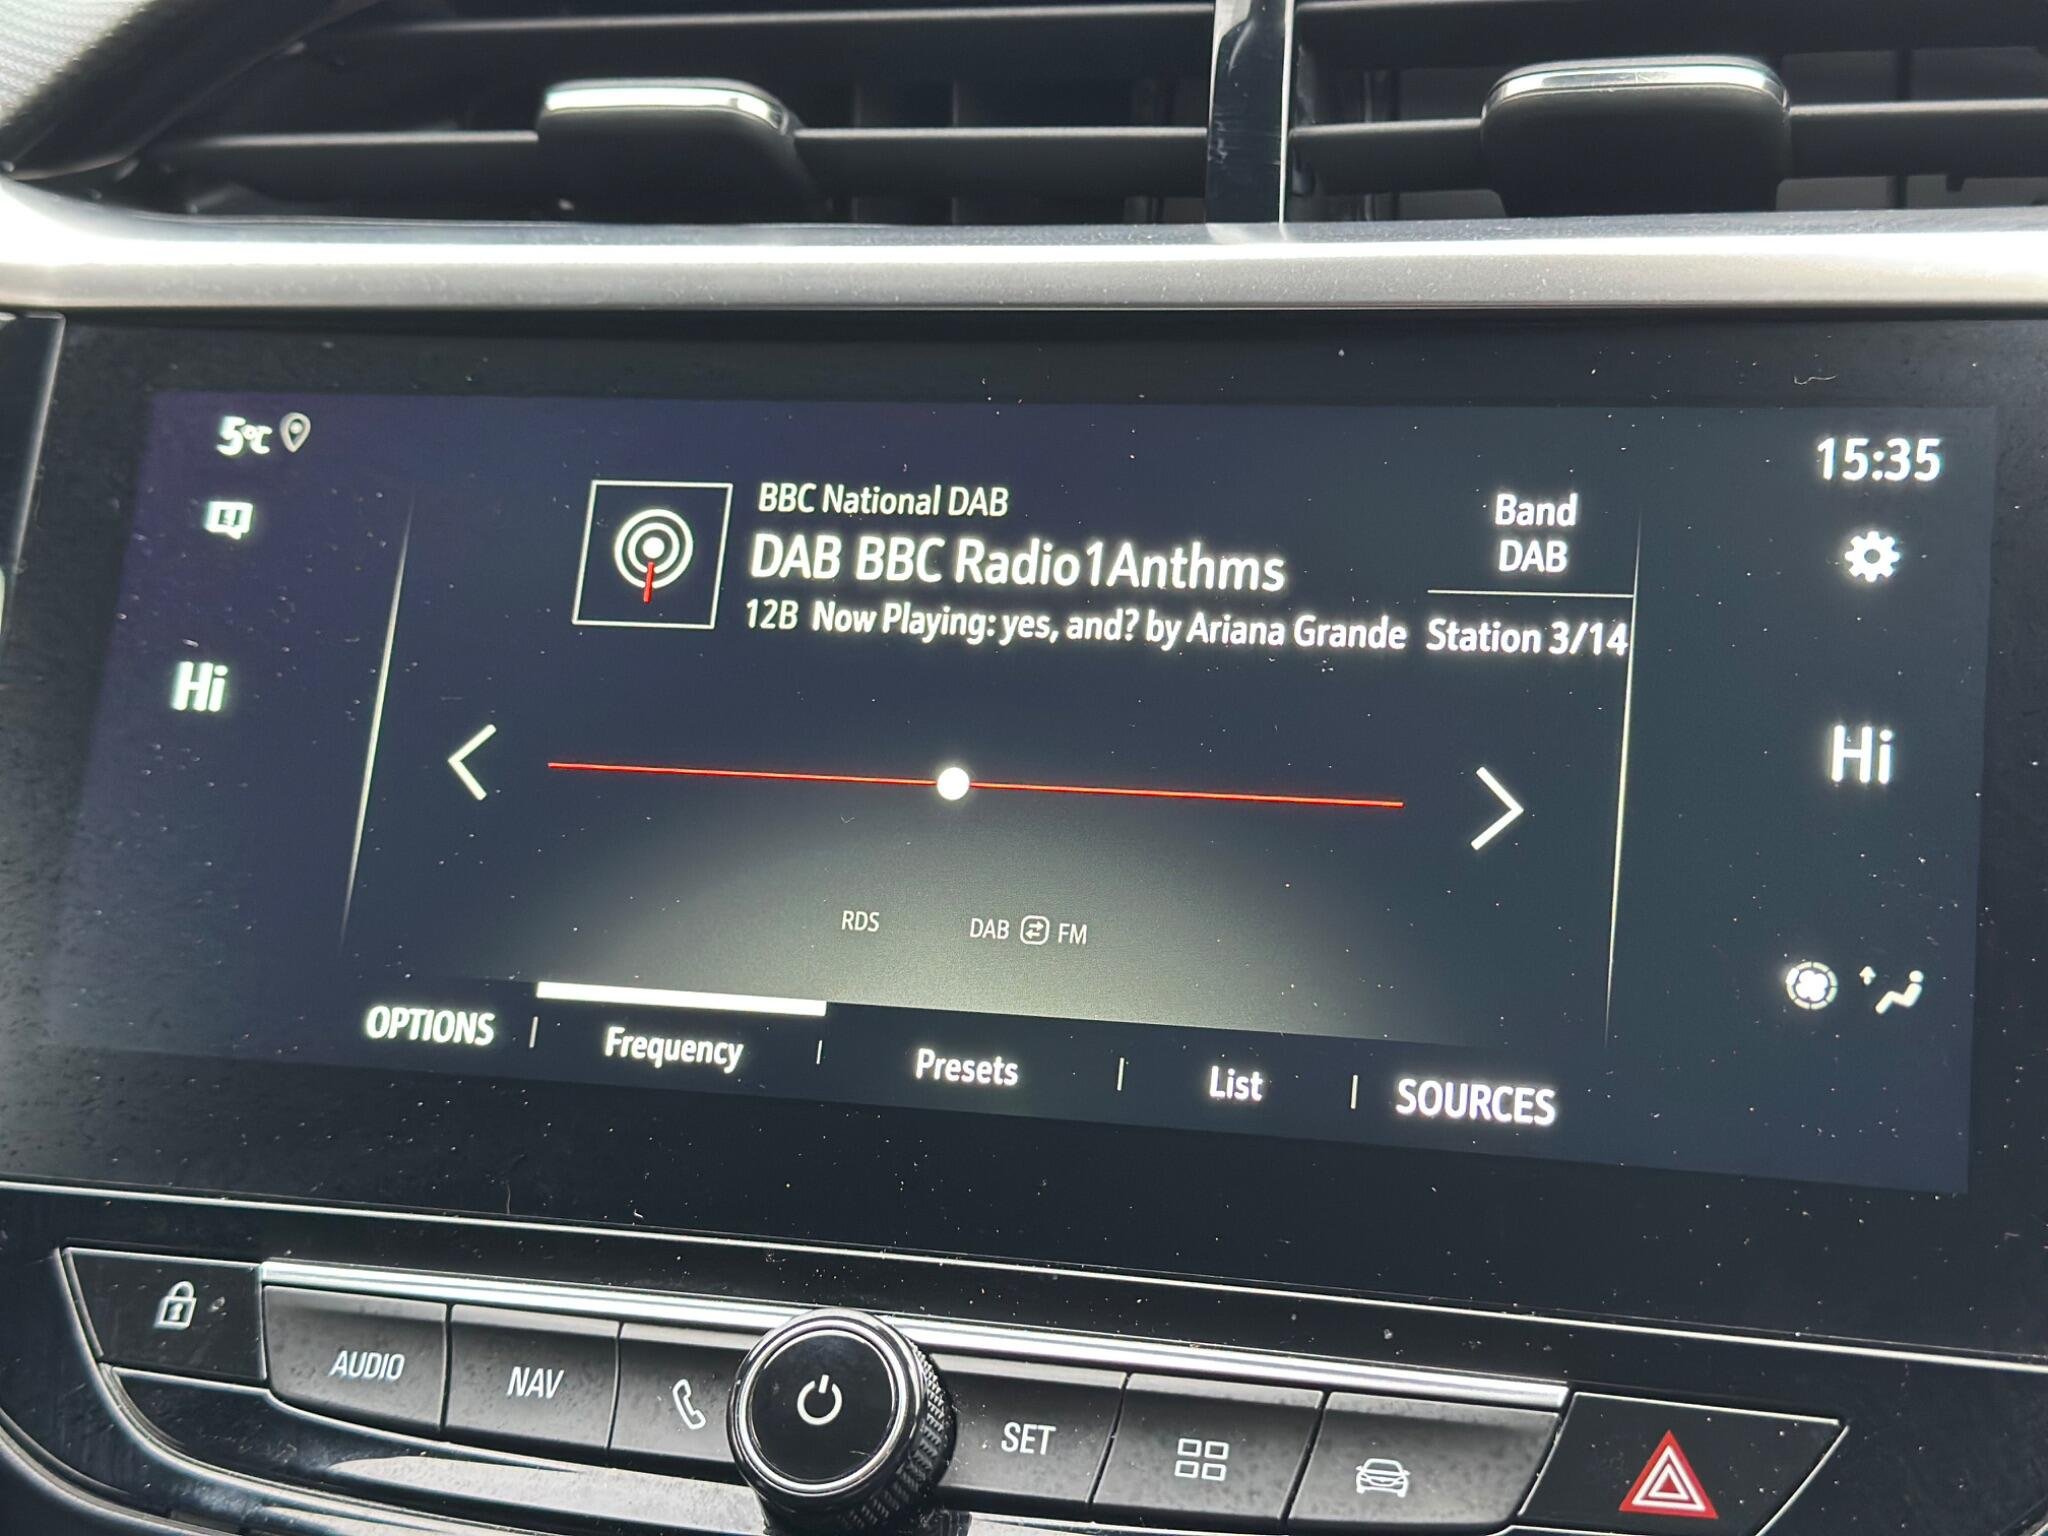 5°C
15:35
BBC National DAB
DAB BBC Radio1Anthms
12B Now Playing: yes, and? by Ariana Grande
Band
DAB
Station 3/14
Hi
Hi
RDS
DAB FM
OPTIONS
Frequency
Presets
List
SOURCES
AUDIO
NAV
SET